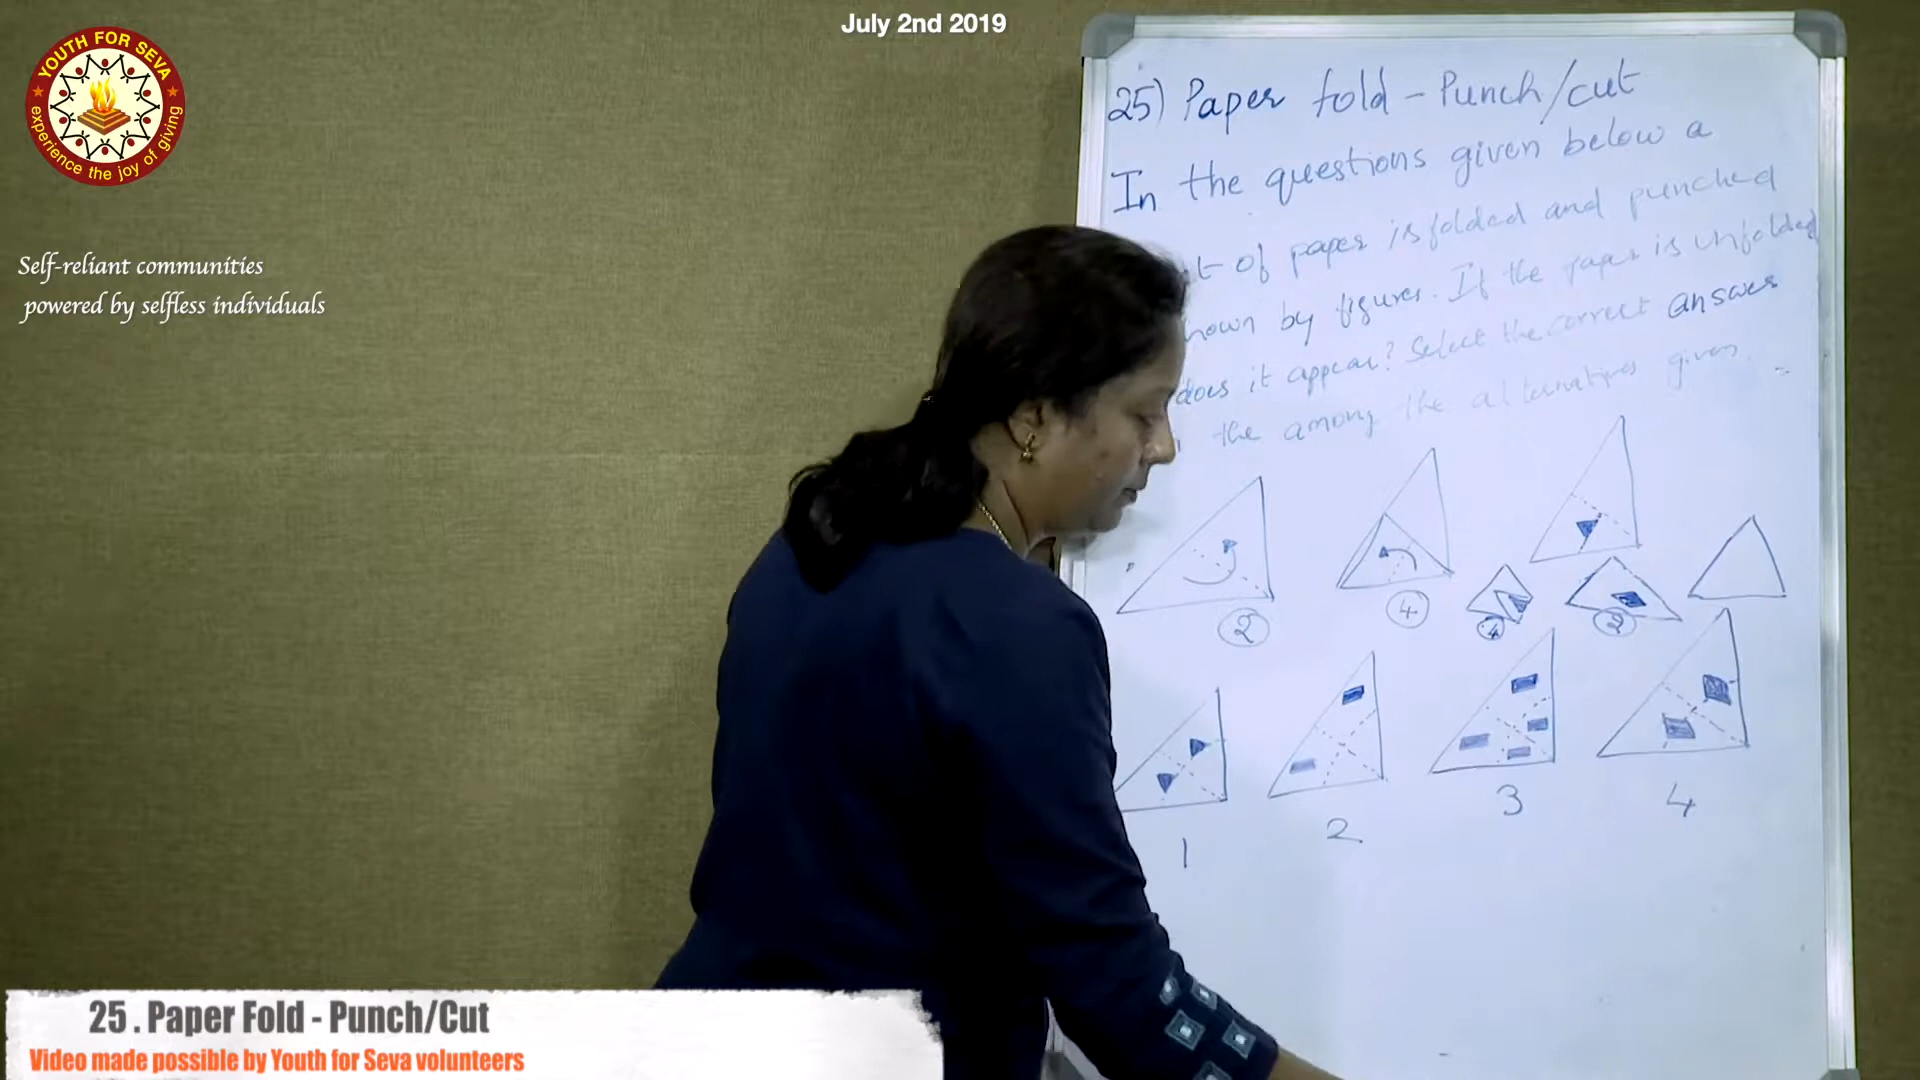 July 2nd 2019
YOUTH FOR SEVA
experience the joy of giving
Self-reliant communities
powered by selfless individuals
25) Paper fold - Punch/cut
In the questions given below a
of paper is folded and punched
by figures. If the paper is unfolded
does it appear? Select the correct answer
the among the alternatives given
2 4
4 2
1 2 3 4
25 . Paper Fold - Punch/Cut
Video made possible by Youth for Seva volunteers